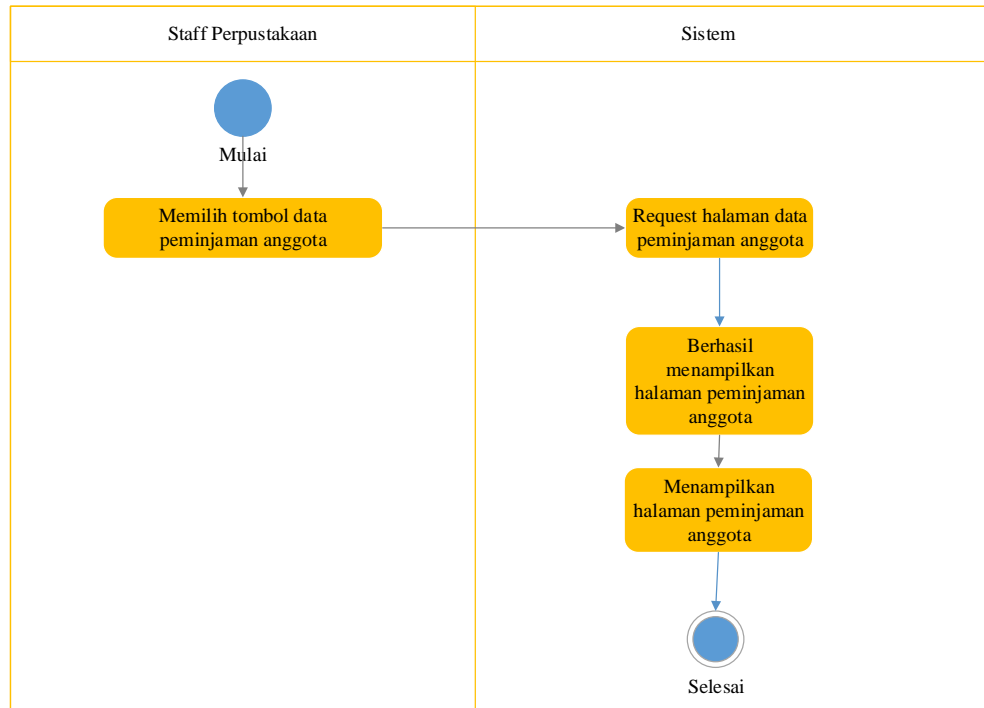 Staff Perpustakaan
Sistem
Mulai
Memilih tombol data
peminjaman anggota
Request halaman data
peminjaman anggota
Berhasil
menampilkan
halaman peminjaman
anggota
Menampilkan
halaman peminjaman
anggota
Selesai